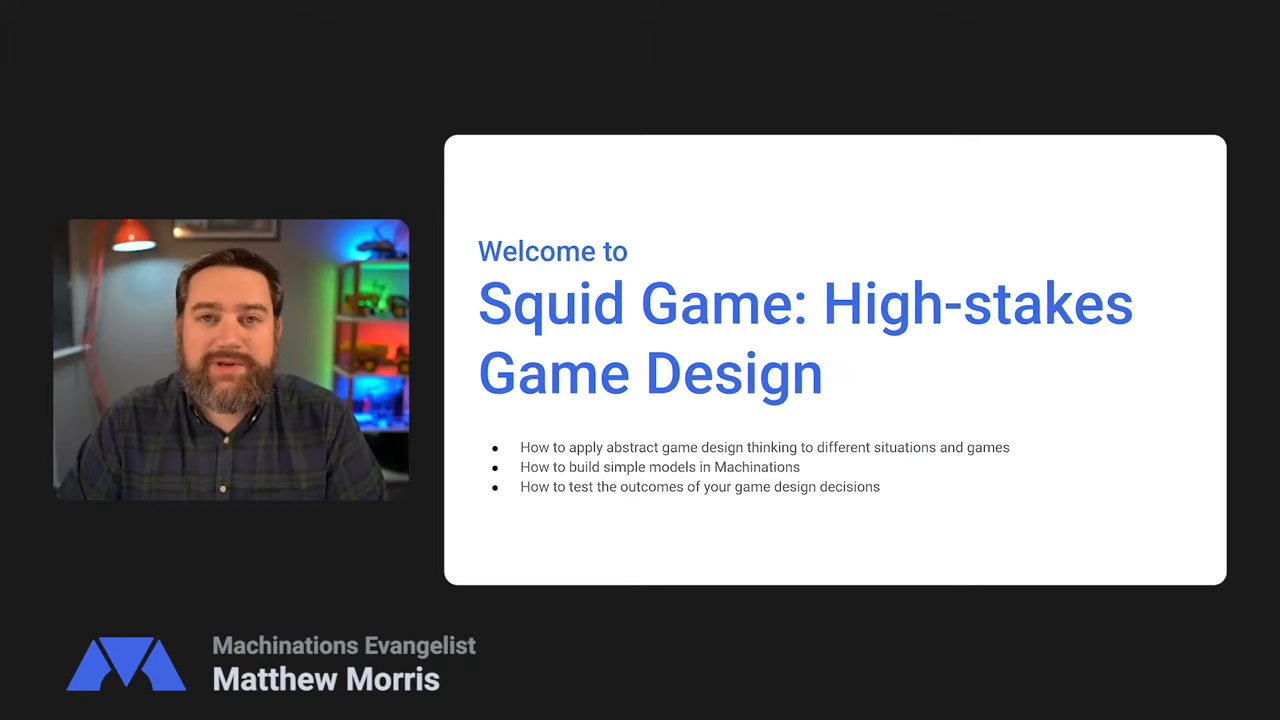 Welcome to
Squid Game: High-stakes
Game Design
• How to apply abstract game design thinking to different situations and games
• How to build simple models in Machinations
• How to test the outcomes of your game design decisions
Machinations Evangelist
Matthew Morris